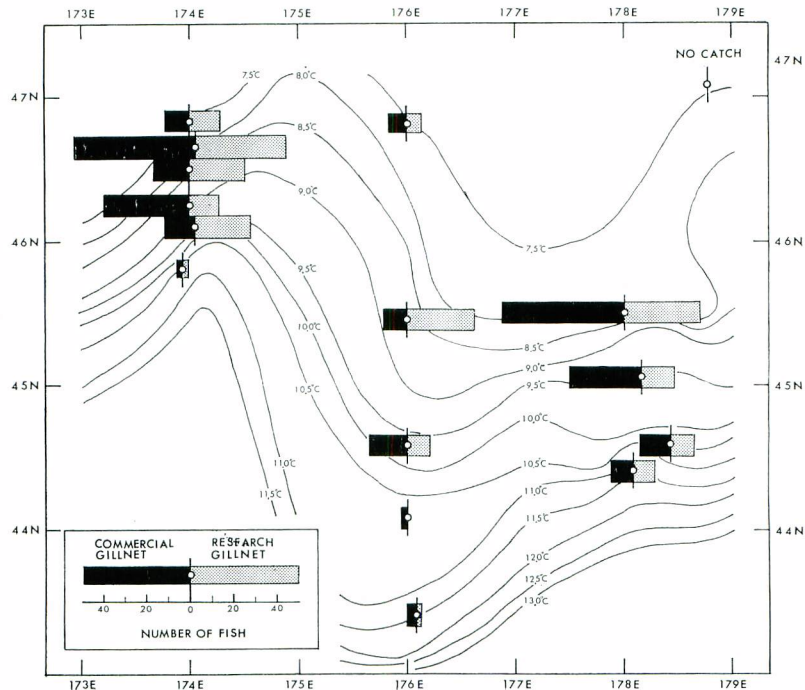 173E 174E 175E 176E 177E 178E 179E
NO CATCH
47N 47N
7,5°C 8,0°C
8,5°C
9,0°C
7,5°C
46N 46N
9,5°C
10,0°C
8,5°C
9,0°C
9,5°C
45N 45N
10,5°C
10,0°C
11,0°C
10,5°C
11,0°C
11,5°C
11,5°C
44N 44N
12,0°C
12,5°C
13,0°C
COMMERCIAL GILLNET
RESEARCH GILLNET
40 20 0 20 40
NUMBER OF FISH
173E 174E 175E 176E 177E 178E 179E